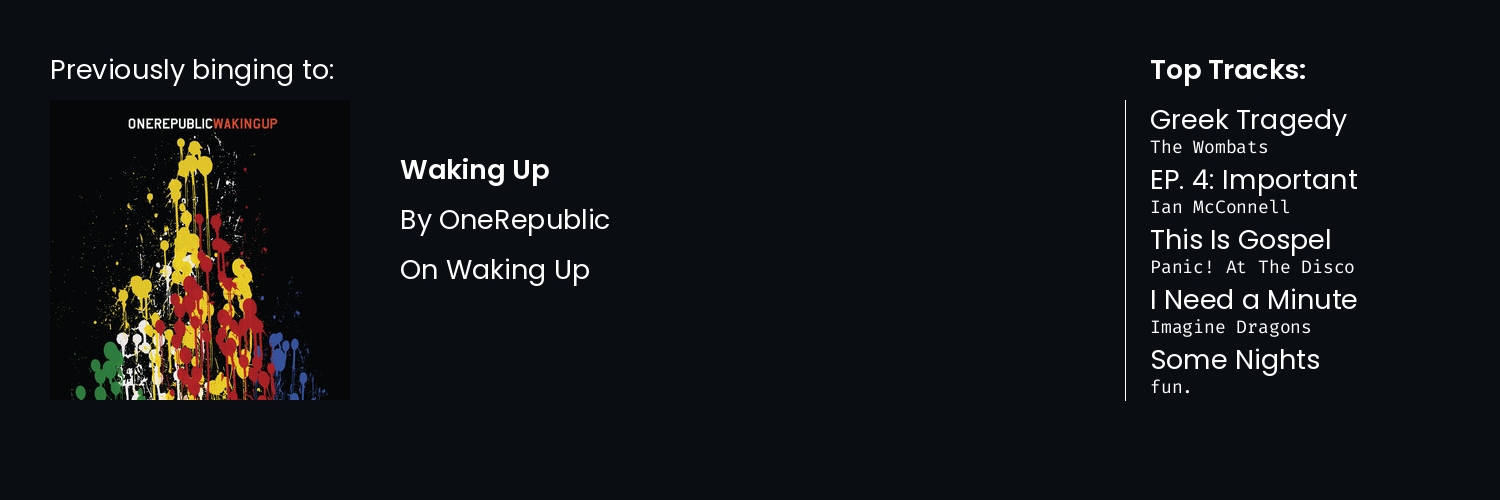 Previously binging to:
ONEREPUBLICWAKINGUP
Waking Up
By OneRepublic
On Waking Up
Top Tracks:
Greek Tragedy
The Wombats
EP. 4: Important
Ian McConnell
This Is Gospel
Panic! At The Disco
I Need a Minute
Imagine Dragons
Some Nights
fun.